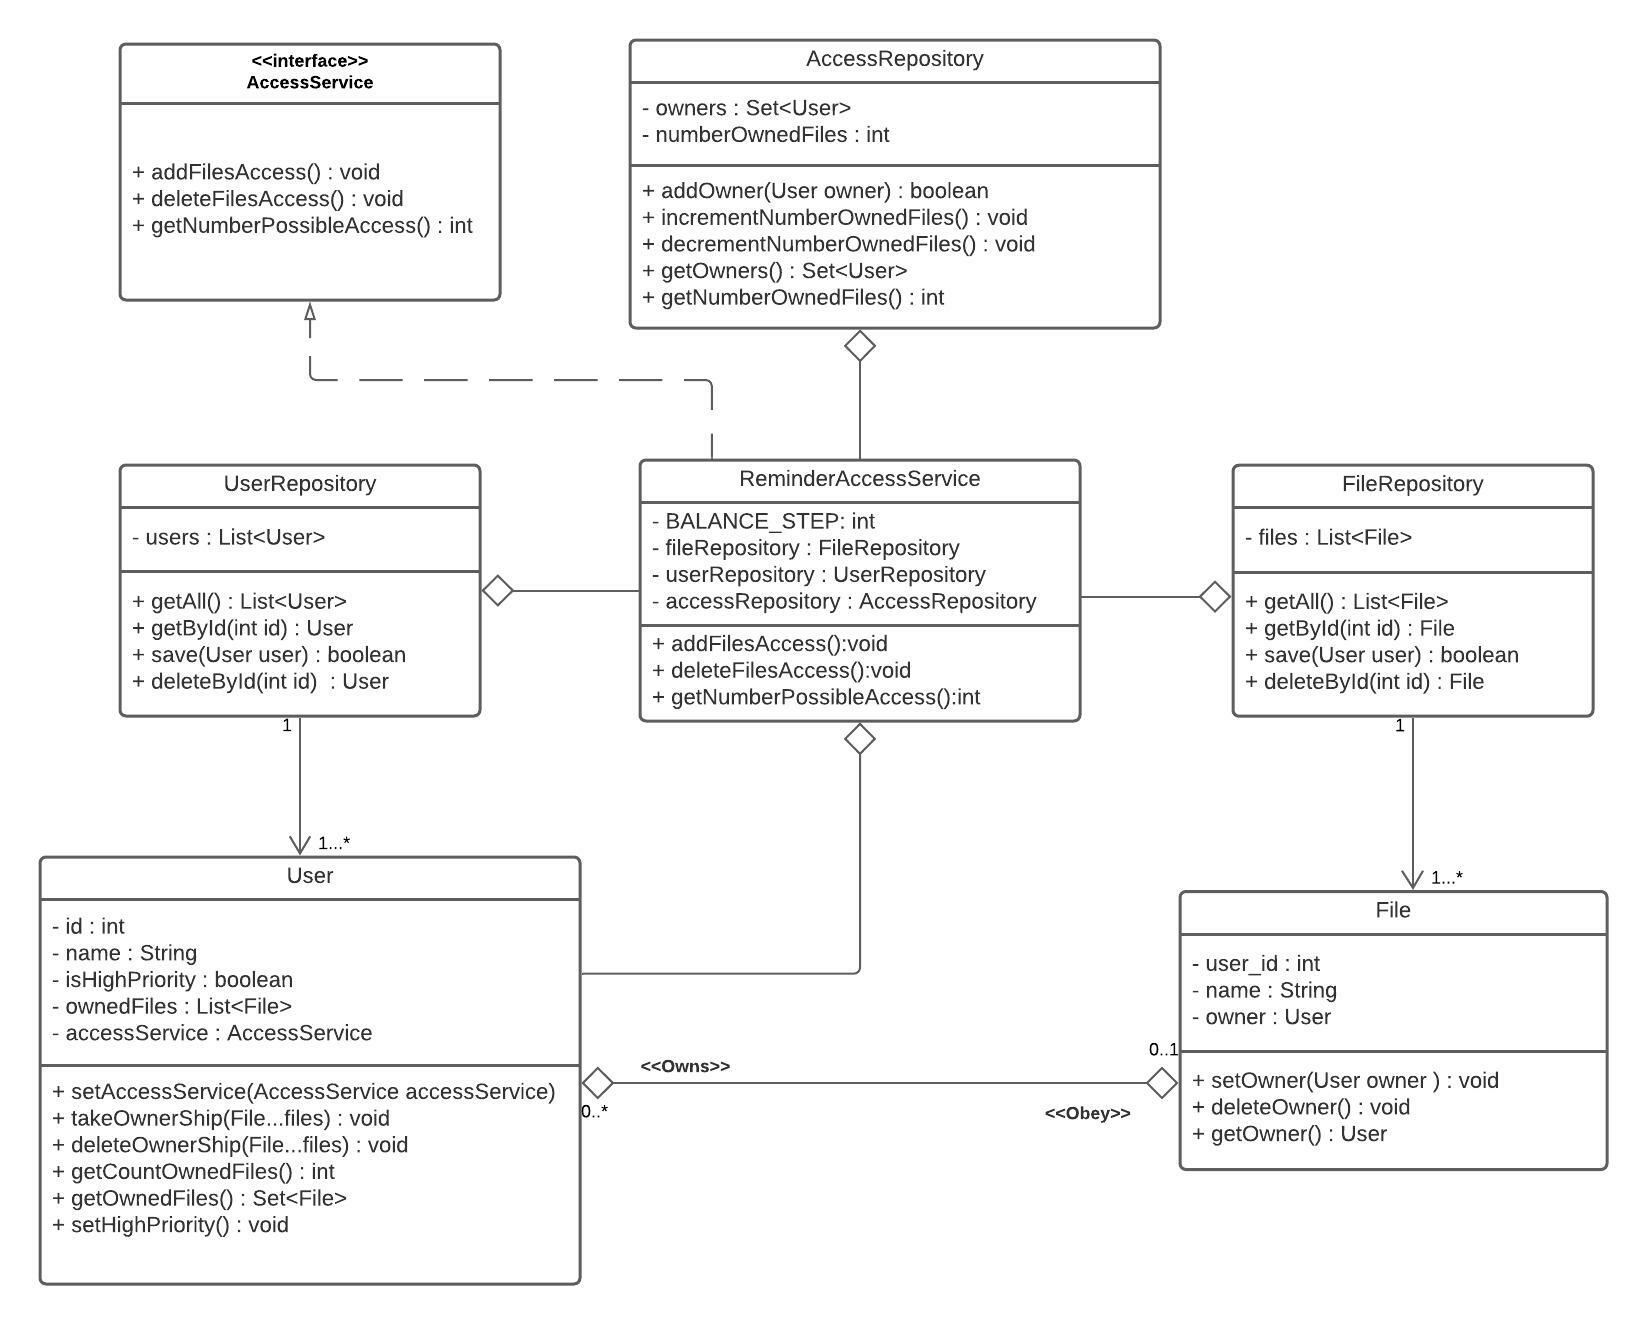 <<interface>>
AccessService
+ addFilesAccess() : void
+ deleteFilesAccess() : void
+ getNumberPossibleAccess() : int
AccessRepository
- owners : Set<User>
- numberOwnedFiles : int
+ addOwner(User owner) : boolean
+ incrementNumberOwnedFiles() : void
+ decrementNumberOwnedFiles() : void
+ getOwners() : Set<User>
+ getNumberOwnedFiles() : int
UserRepository
- users : List<User>
+ getAll() : List<User>
+ getById(int id) : User
+ save(User user) : boolean
+ deleteById(int id)  : User
ReminderAccessService
- BALANCE_STEP: int
- fileRepository : FileRepository
- userRepository : UserRepository
- accessRepository : AccessRepository
+ addFilesAccess():void
+ deleteFilesAccess():void
+ getNumberPossibleAccess():int
FileRepository
- files : List<File>
+ getAll() : List<File>
+ getById(int id) : File
+ save(User user) : boolean
+ deleteById(int id) : File
1
1...*
1
1...*
User
- id : int
- name : String
- isHighPriority : boolean
- ownedFiles : List<File>
- accessService : AccessService
+ setAccessService(AccessService accessService)
+ takeOwnerShip(File...files) : void
+ deleteOwnerShip(File...files) : void
+ getCountOwnedFiles() : int
+ getOwnedFiles() : Set<File>
+ setHighPriority() : void
<<Owns>>
0..*
0..1
<<Obey>>
File
- user_id : int
- name : String
- owner : User
+ setOwner(User owner ) : void
+ deleteOwner() : void
+ getOwner() : User